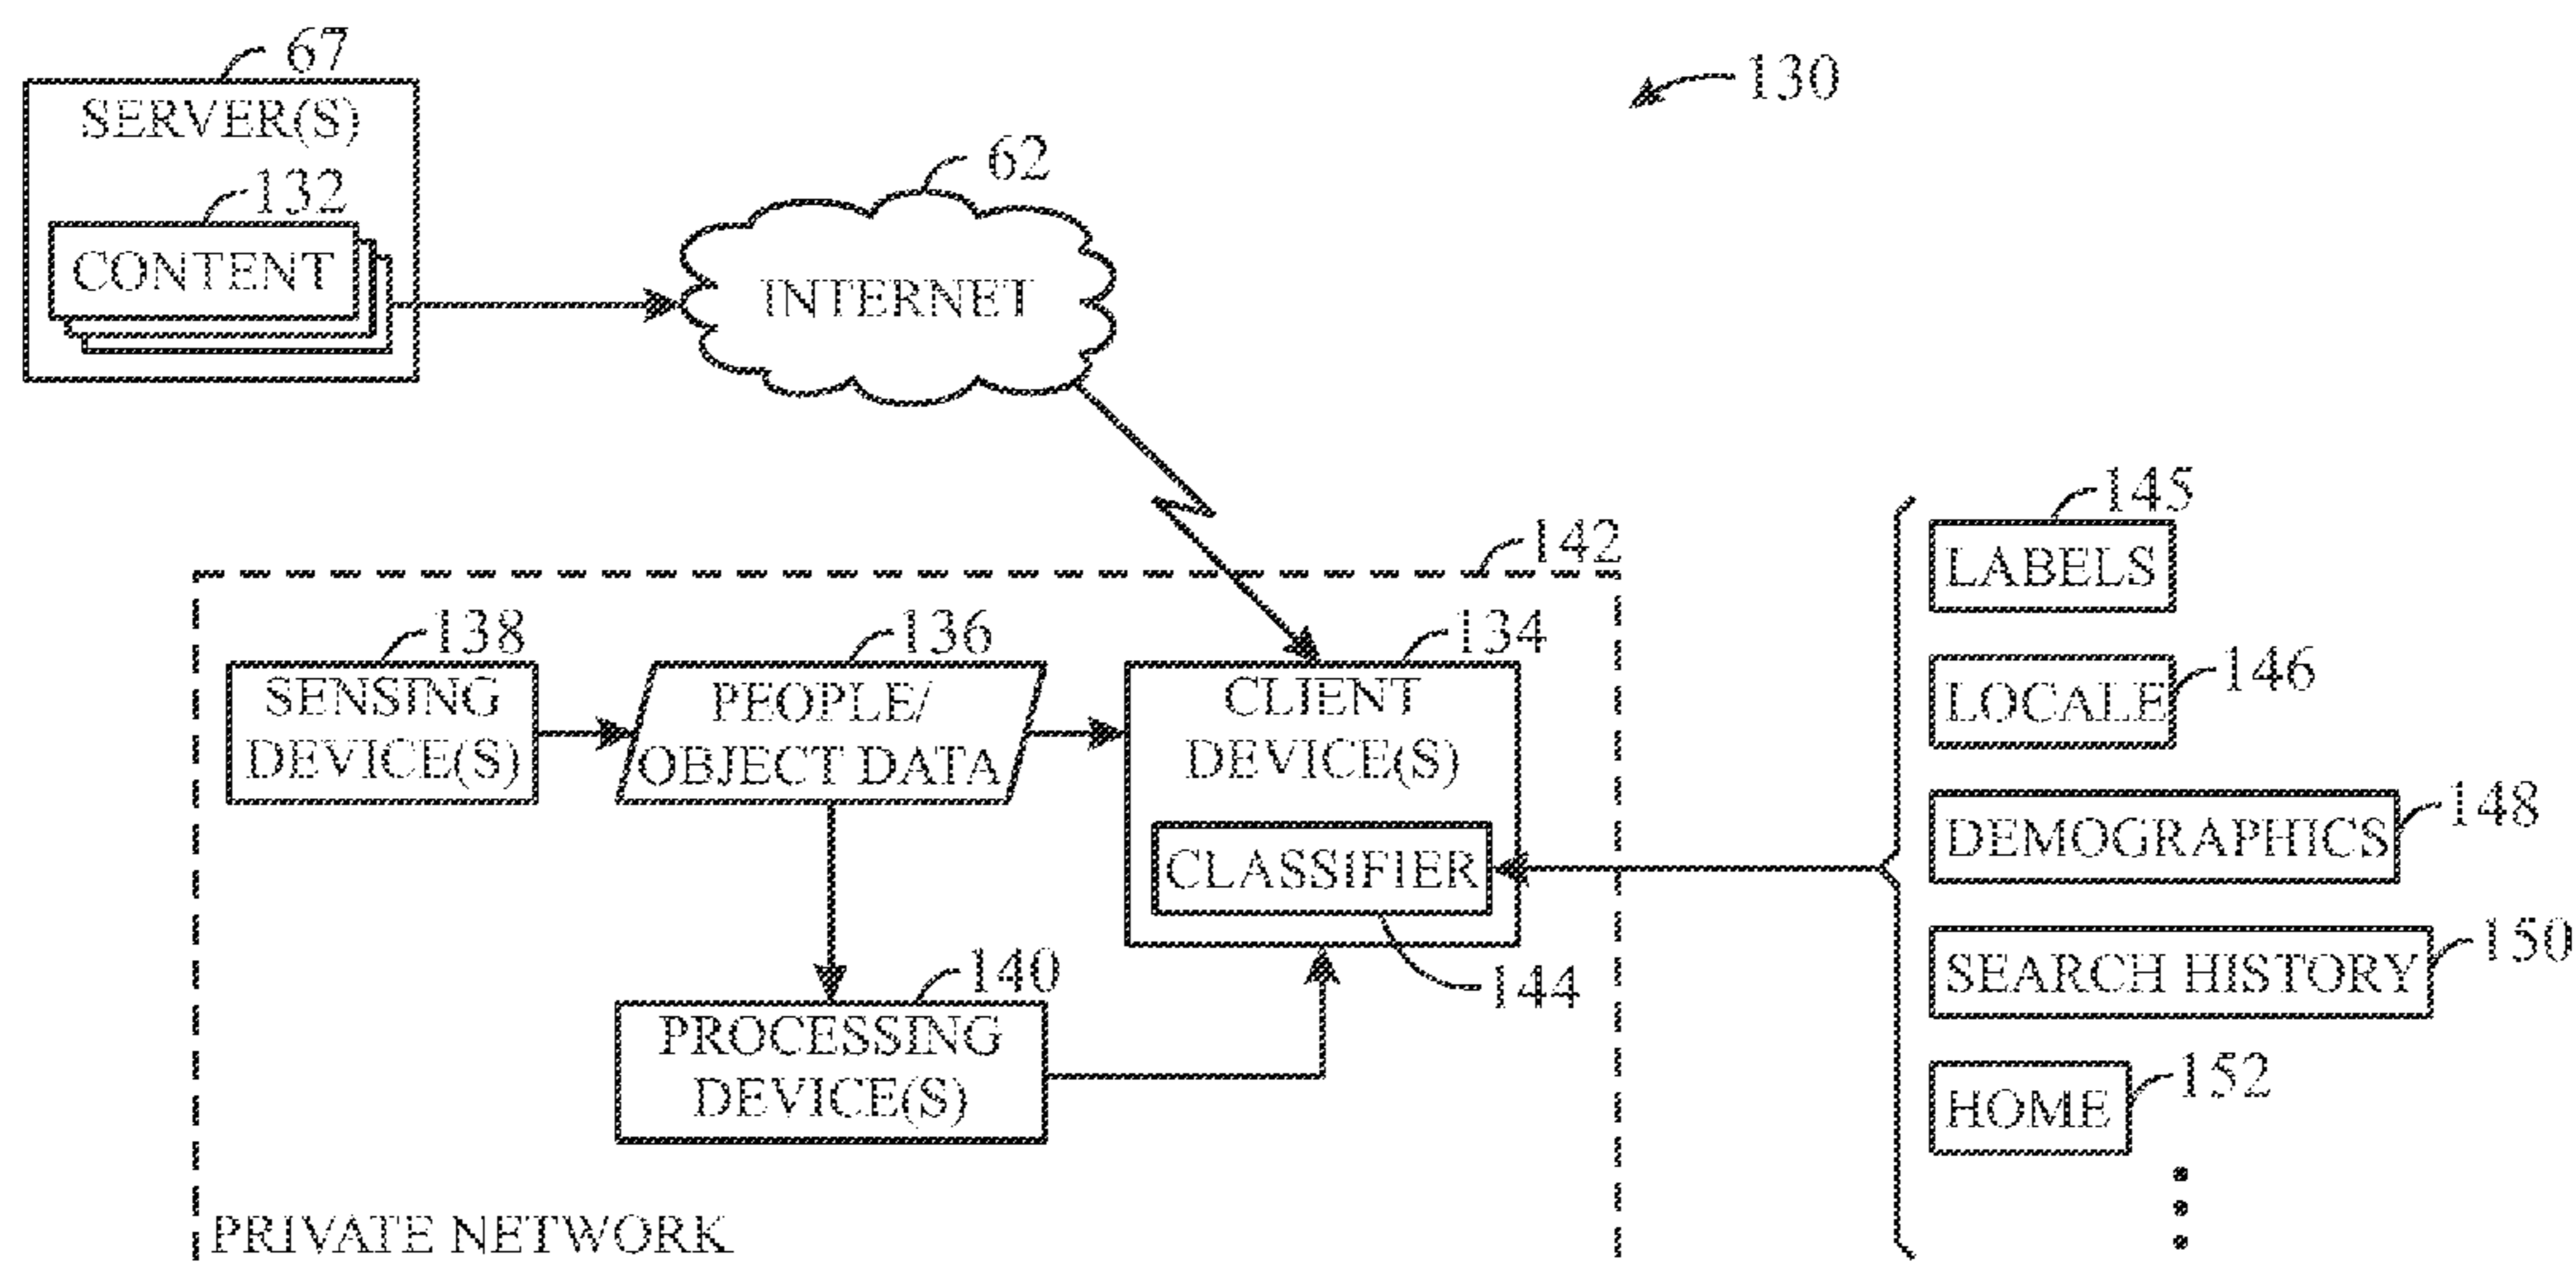 67
SERVER(S)
132
CONTENT
62
INTERNET
130
142
138
SENSING
DEVICE(S)
136
PEOPLE/
OBJECT DATA
134
CLIENT
DEVICE(S)
CLASSIFIER
144
140
PROCESSING
DEVICE(S)
PRIVATE NETWORK
145
LABELS
LOCALE
146
DEMOGRAPHICS
148
SEARCH HISTORY
150
HOME
152